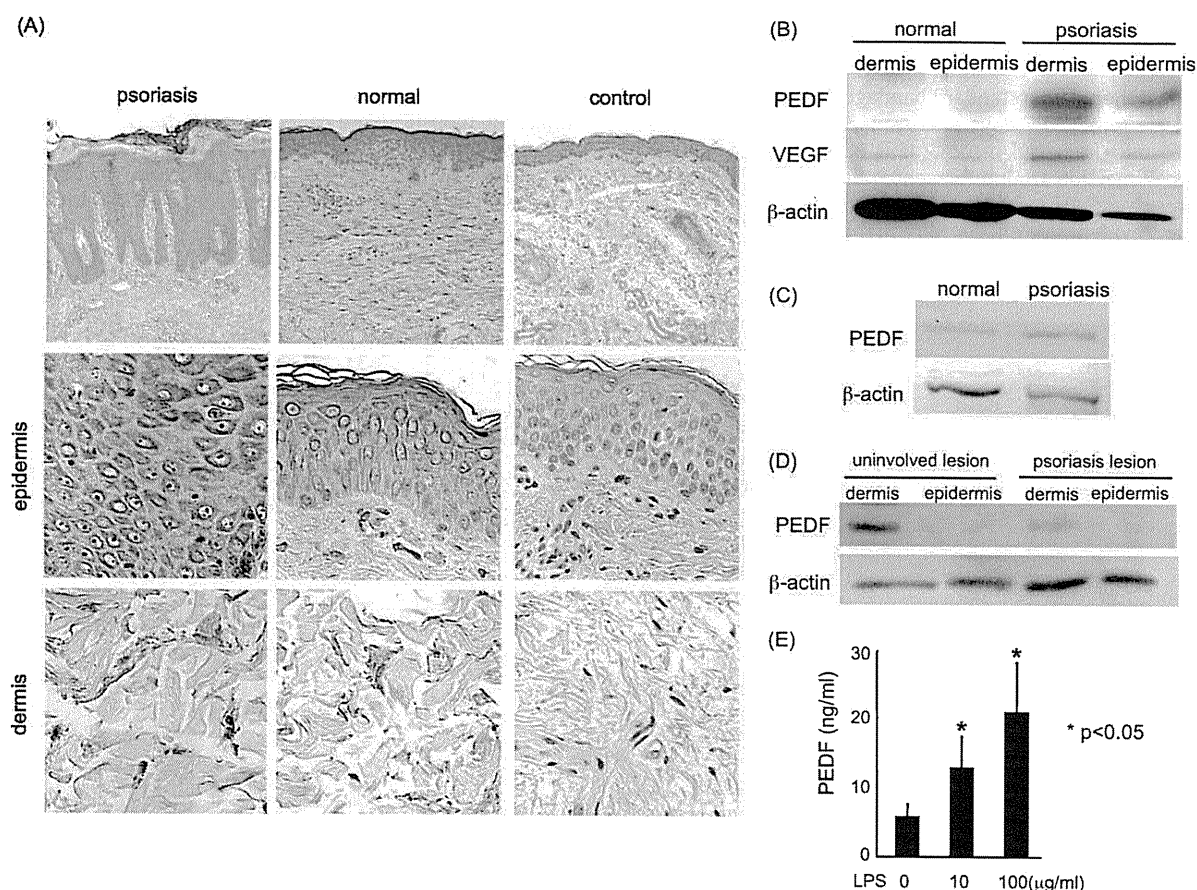 (A)
psoriasis normal control
epidermis
dermis
(B)
normal psoriasis
dermis epidermis dermis epidermis
PEDF
VEGF
β-actin
(C)
normal psoriasis
PEDF
β-actin
(D)
uninvolved lesion psoriasis lesion
dermis epidermis dermis epidermis
PEDF
β-actin
(E)
PEDF (ng/ml)
30
20
10
0
* * *
* p<0.05
LPS 0 10 100(μg/ml)